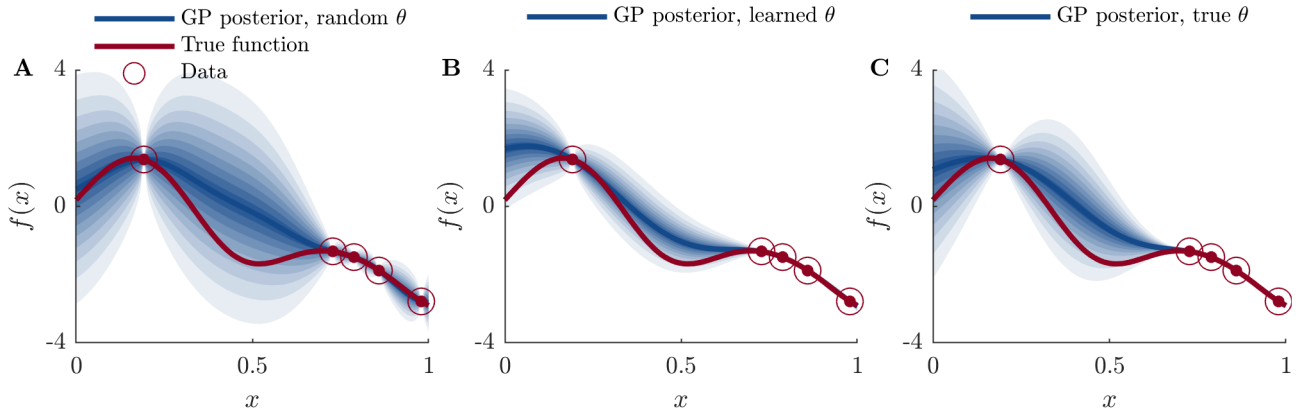 GP posterior, random θ
True function
Data
A
4
0
-4
f(x)
0
0.5
1
x
GP posterior, learned θ
B
4
0
-4
f(x)
0
0.5
1
x
GP posterior, true θ
C
4
0
-4
f(x)
0
0.5
1
x